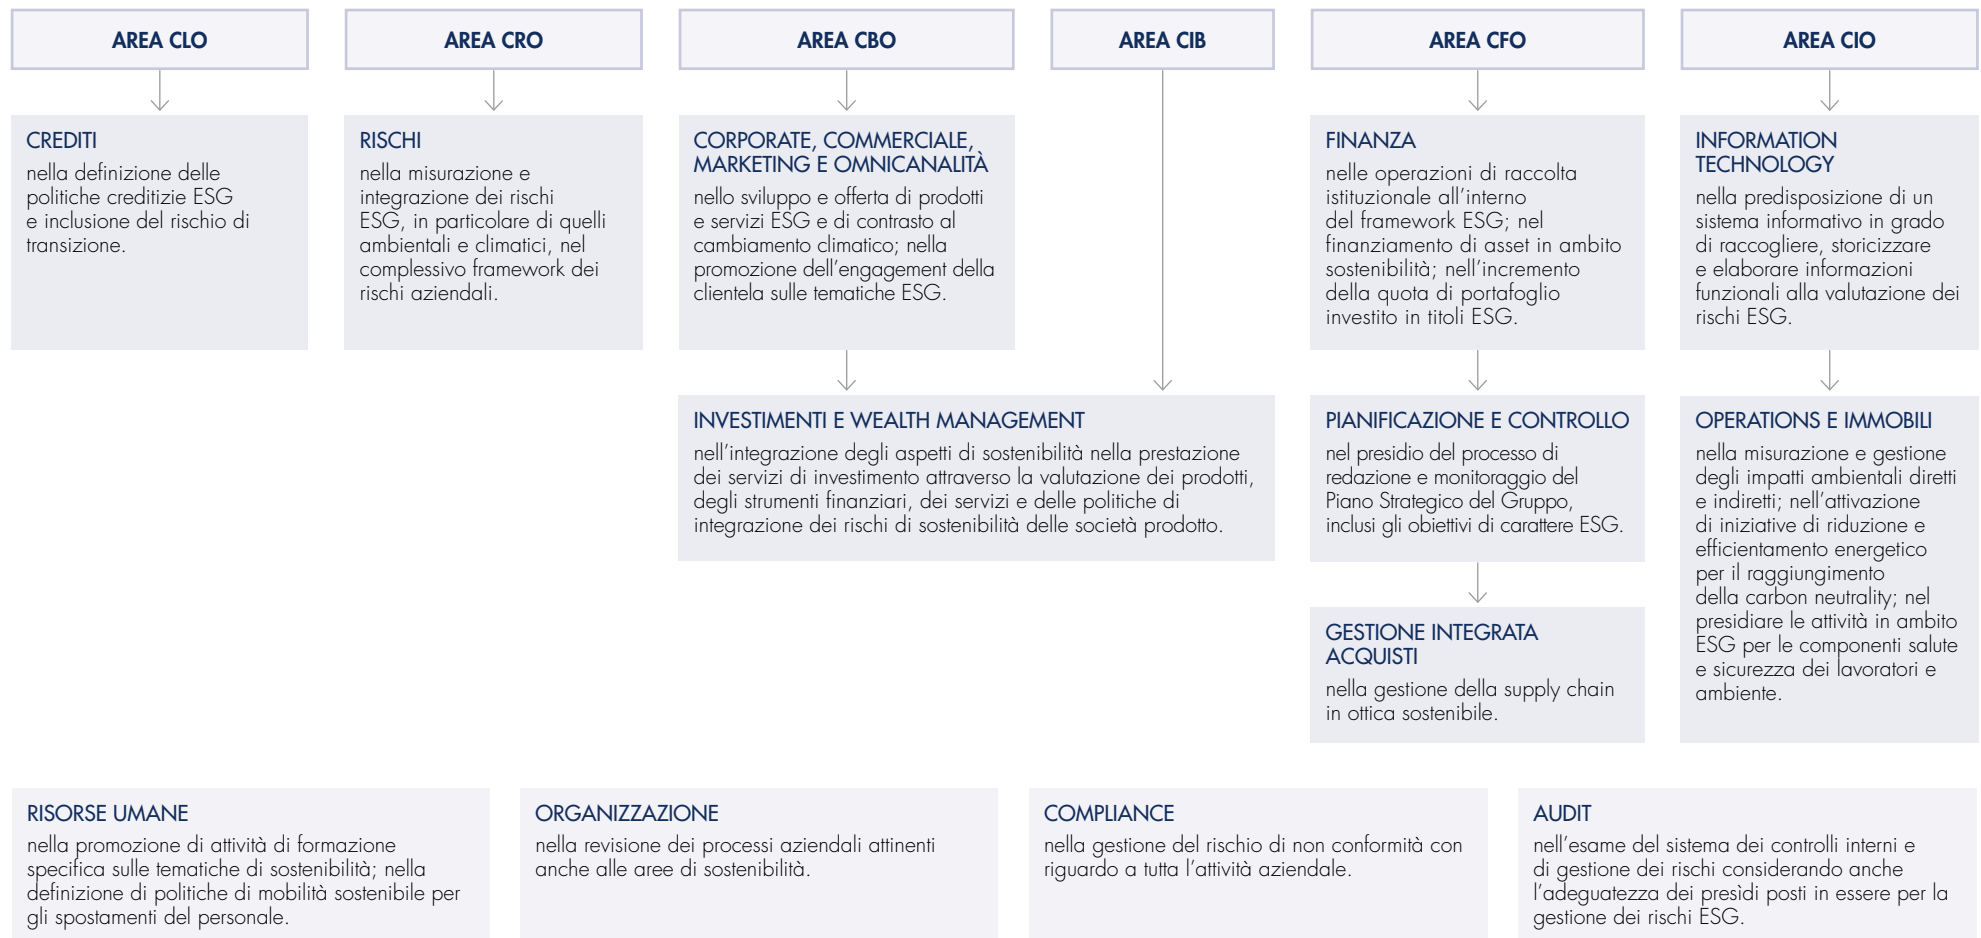 AREA CLO
AREA CRO
AREA CBO
AREA CIB
AREA CFO
AREA CIO
CREDITI
nella definizione delle
politiche creditizie ESG
e inclusione del rischio di
transizione.
RISCHI
nella misurazione e
integrazione dei rischi
ESG, in particolare di quelli
ambientali e climatici, nel
complessivo framework dei
rischi aziendali.
CORPORATE, COMMERCIALE,
MARKETING E OMNICANALITÀ
nello sviluppo e offerta di prodotti
e servizi ESG e di contrasto al
cambiamento climatico; nella
promozione dell'engagement della
clientela sulle tematiche ESG.
FINANZA
nelle operazioni di raccolta
istituzionale all'interno
del framework ESG; nel
finanziamento di asset in ambito
sostenibilità; nell'incremento
della quota di portafoglio
investito in titoli ESG.
INFORMATION
TECHNOLOGY
nella predisposizione di un
sistema informativo in grado
di raccogliere, storicizzare
e elaborare informazioni
funzionali alla valutazione dei
rischi ESG.
INVESTIMENTI E WEALTH MANAGEMENT
nell'integrazione degli aspetti di sostenibilità nella prestazione
dei servizi di investimento attraverso la valutazione dei prodotti,
degli strumenti finanziari, dei servizi e delle politiche di
integrazione dei rischi di sostenibilità delle società prodotto.
PIANIFICAZIONE E CONTROLLO
nel presidio del processo di
redazione e monitoraggio del
Piano Strategico del Gruppo,
inclusi gli obiettivi di carattere ESG.
OPERATIONS E IMMOBILI
nella misurazione e gestione
degli impatti ambientali diretti
e indiretti; nell'attivazione
di iniziative di riduzione e
efficientamento energetico
per il raggiungimento
della carbon neutrality; nel
presidiare le attività in ambito
ESG per le componenti salute
e sicurezza dei lavoratori e
ambiente.
GESTIONE INTEGRATA
ACQUISTI
nella gestione della supply chain
in ottica sostenibile.
RISORSE UMANE
nella promozione di attività di formazione
specifica sulle tematiche di sostenibilità; nella
definizione di politiche di mobilità sostenibile per
gli spostamenti del personale.
ORGANIZZAZIONE
nella revisione dei processi aziendali attinenti
anche alle aree di sostenibilità.
COMPLIANCE
nella gestione del rischio di non conformità con
riguardo a tutta l'attività aziendale.
AUDIT
nell'esame del sistema dei controlli interni e
di gestione dei rischi considerando anche
l'adeguatezza dei presìdi posti in essere per la
gestione dei rischi ESG.